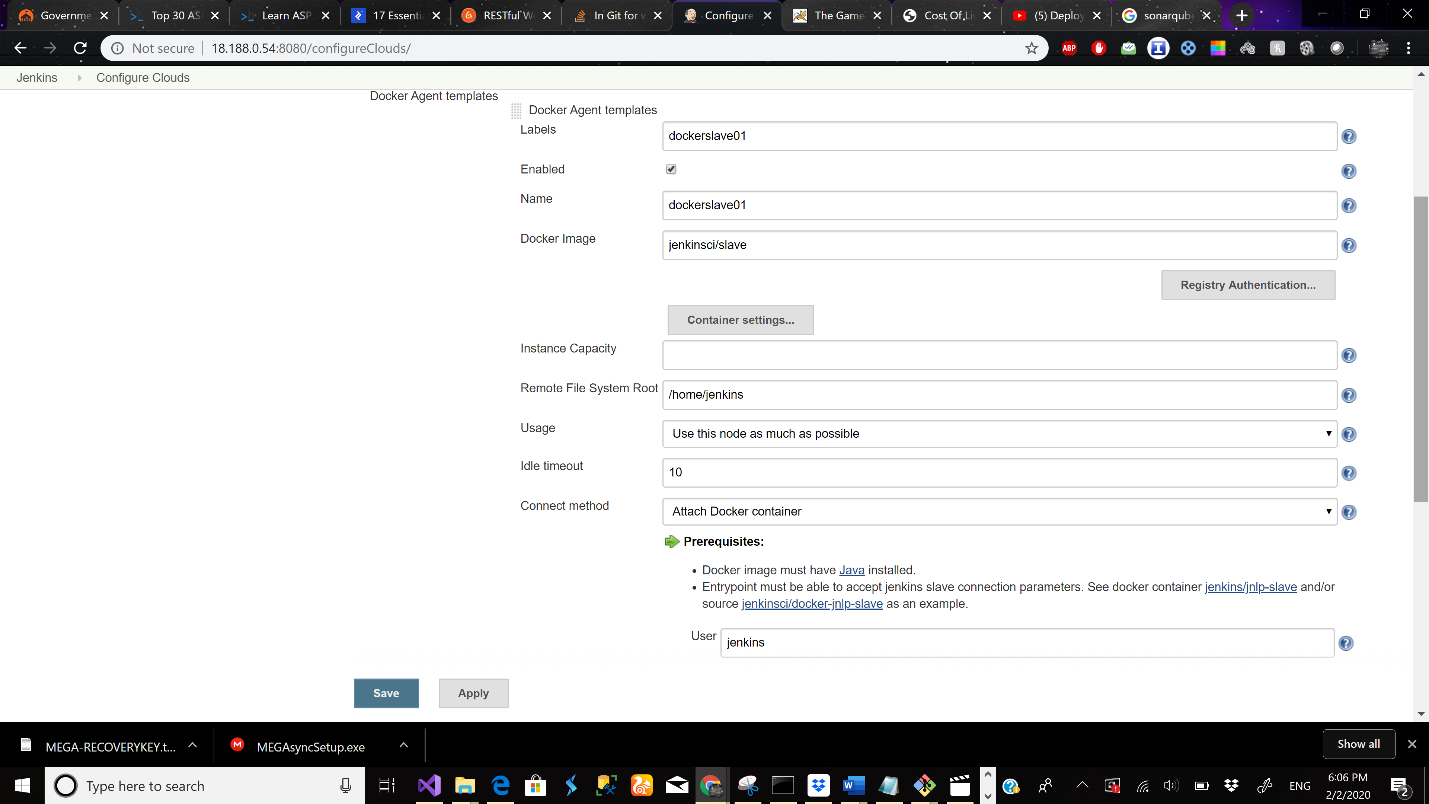 Governme
Top 30 AS
Learn ASP
17 Essenti
RESTful W
In Git for w
Configure
The Game
Cost Of Li
(5) Deploy
sonarqube
Not secure
18.188.0.54:8080/configureClouds/
ABP
Jenkins
Configure Clouds
Docker Agent templates
Docker Agent templates
Labels
dockerslave01
Enabled
Name
dockerslave01
Docker Image
jenkinsci/slave
Registry Authentication...
Container settings...
Instance Capacity
Remote File System Root
/home/jenkins
Usage
Use this node as much as possible
Idle timeout
10
Connect method
Attach Docker container
Prerequisites:
Docker image must have Java installed.
Entrypoint must be able to accept jenkins slave connection parameters. See docker container jenkins/jnlp-slave and/or
source jenkinsci/docker-jnlp-slave as an example.
User
jenkins
Save
Apply
MEGA-RECOVERYKEY.t...
MEGAsyncSetup.exe
Show all
Type here to search
ENG
6:06 PM
2/2/2020
2